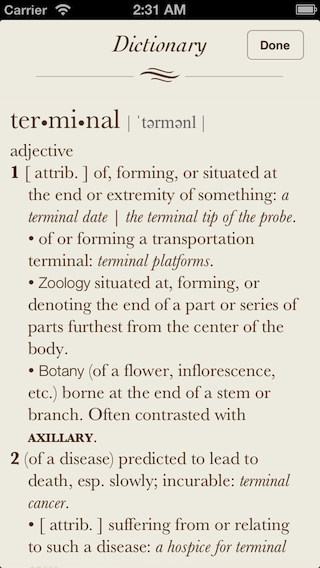 Carrier 2:31 AM
Dictionary Done
ter•mi•nal | ˈtərmənl |
adjective
1 [ attrib. ] of, forming, or situated at
the end or extremity of something: a
terminal date | the terminal tip of the probe.
• of or forming a transportation
terminal: terminal platforms.
• Zoology situated at, forming, or
denoting the end of a part or series of
parts furthest from the center of the
body.
• Botany (of a flower, inflorescence,
etc.) borne at the end of a stem or
branch. Often contrasted with
AXILLARY.
2 (of a disease) predicted to lead to
death, esp. slowly; incurable: terminal
cancer.
• [ attrib. ] suffering from or relating
to such a disease: a hospice for terminal